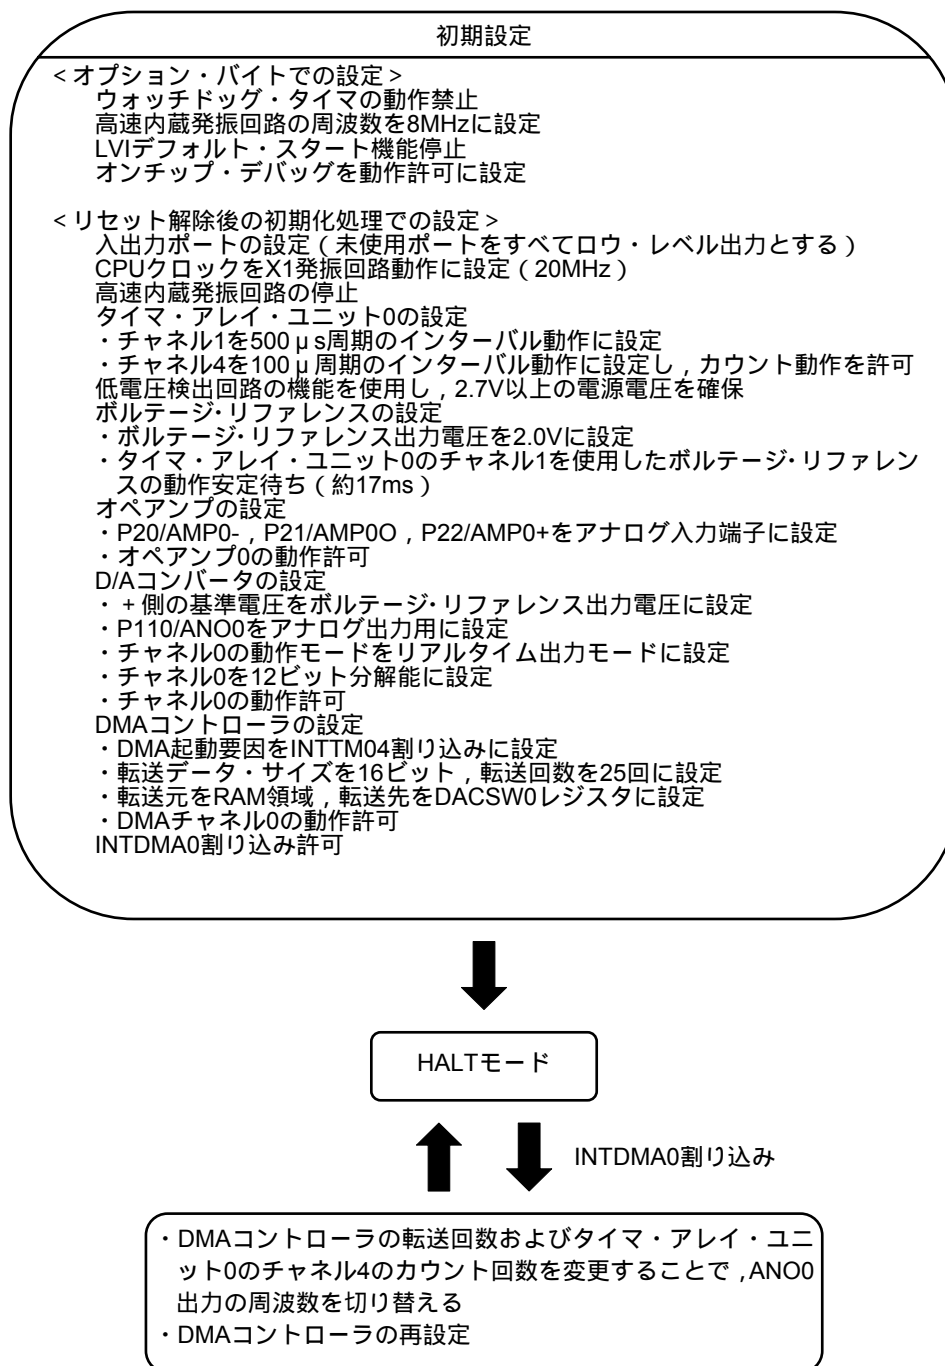 初期設定
＜オプション・バイトでの設定＞
ウォッチドッグ・タイマの動作禁止
高速内蔵発振回路の周波数を8MHzに設定
LVIデフォルト・スタート機能停止
オンチップ・デバッグを動作許可に設定
＜リセット解除後の初期化処理での設定＞
入出力ポートの設定（未使用ポートをすべてロウ・レベル出力とする）
CPUクロックをX1発振回路動作に設定（20MHz）
高速内蔵発振回路の停止
タイマ・アレイ・ユニット0の設定
・チャネル1を500μs周期のインターバル動作に設定
・チャネル4を100μ周期のインターバル動作に設定し，カウント動作を許可
低電圧検出回路の機能を使用し，2.7V以上の電源電圧を確保
ボルテージ・リファレンスの設定
・ボルテージ・リファレンス出力電圧を2.0Vに設定
・タイマ・アレイ・ユニット0のチャネル1を使用したボルテージ・リファレン
スの動作安定待ち（約17ms）
オペアンプの設定
・P20/AMP0-，P21/AMP0O，P22/AMP0+をアナログ入力端子に設定
・オペアンプ0の動作許可
D/Aコンバータの設定
・＋側の基準電圧をボルテージ・リファレンス出力電圧に設定
・P110/ANO0をアナログ出力用に設定
・チャネル0の動作モードをリアルタイム出力モードに設定
・チャネル0を12ビット分解能に設定
・チャネル0の動作許可
DMAコントローラの設定
・DMA起動要因をINTTM04割り込みに設定
・転送データ・サイズを16ビット，転送回数を25回に設定
・転送元をRAM領域，転送先をDACSW0レジスタに設定
・DMAチャネル0の動作許可
INTDMA0割り込み許可
HALTモード
INTDMA0割り込み
・DMAコントローラの転送回数およびタイマ・アレイ・ユニ
ット0のチャネル4のカウント回数を変更することで，ANO0
出力の周波数を切り替える
・DMAコントローラの再設定